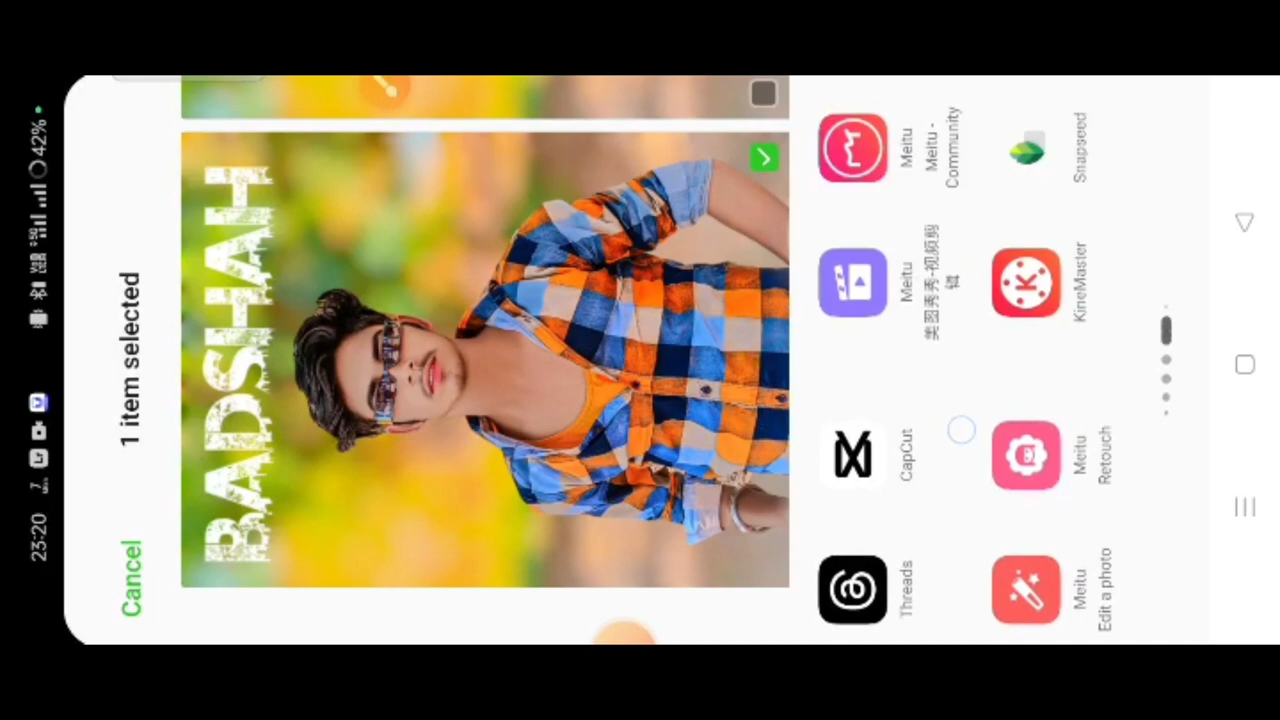 23:20
42%
Cancel
1 item selected
BADSHAH
Threads
CapCut
Meitu
美图秀秀-视频剪
辑
Meitu
Meitu -
Community
Meitu
Edit a photo
Meitu
Retouch
KineMaster
Snapseed